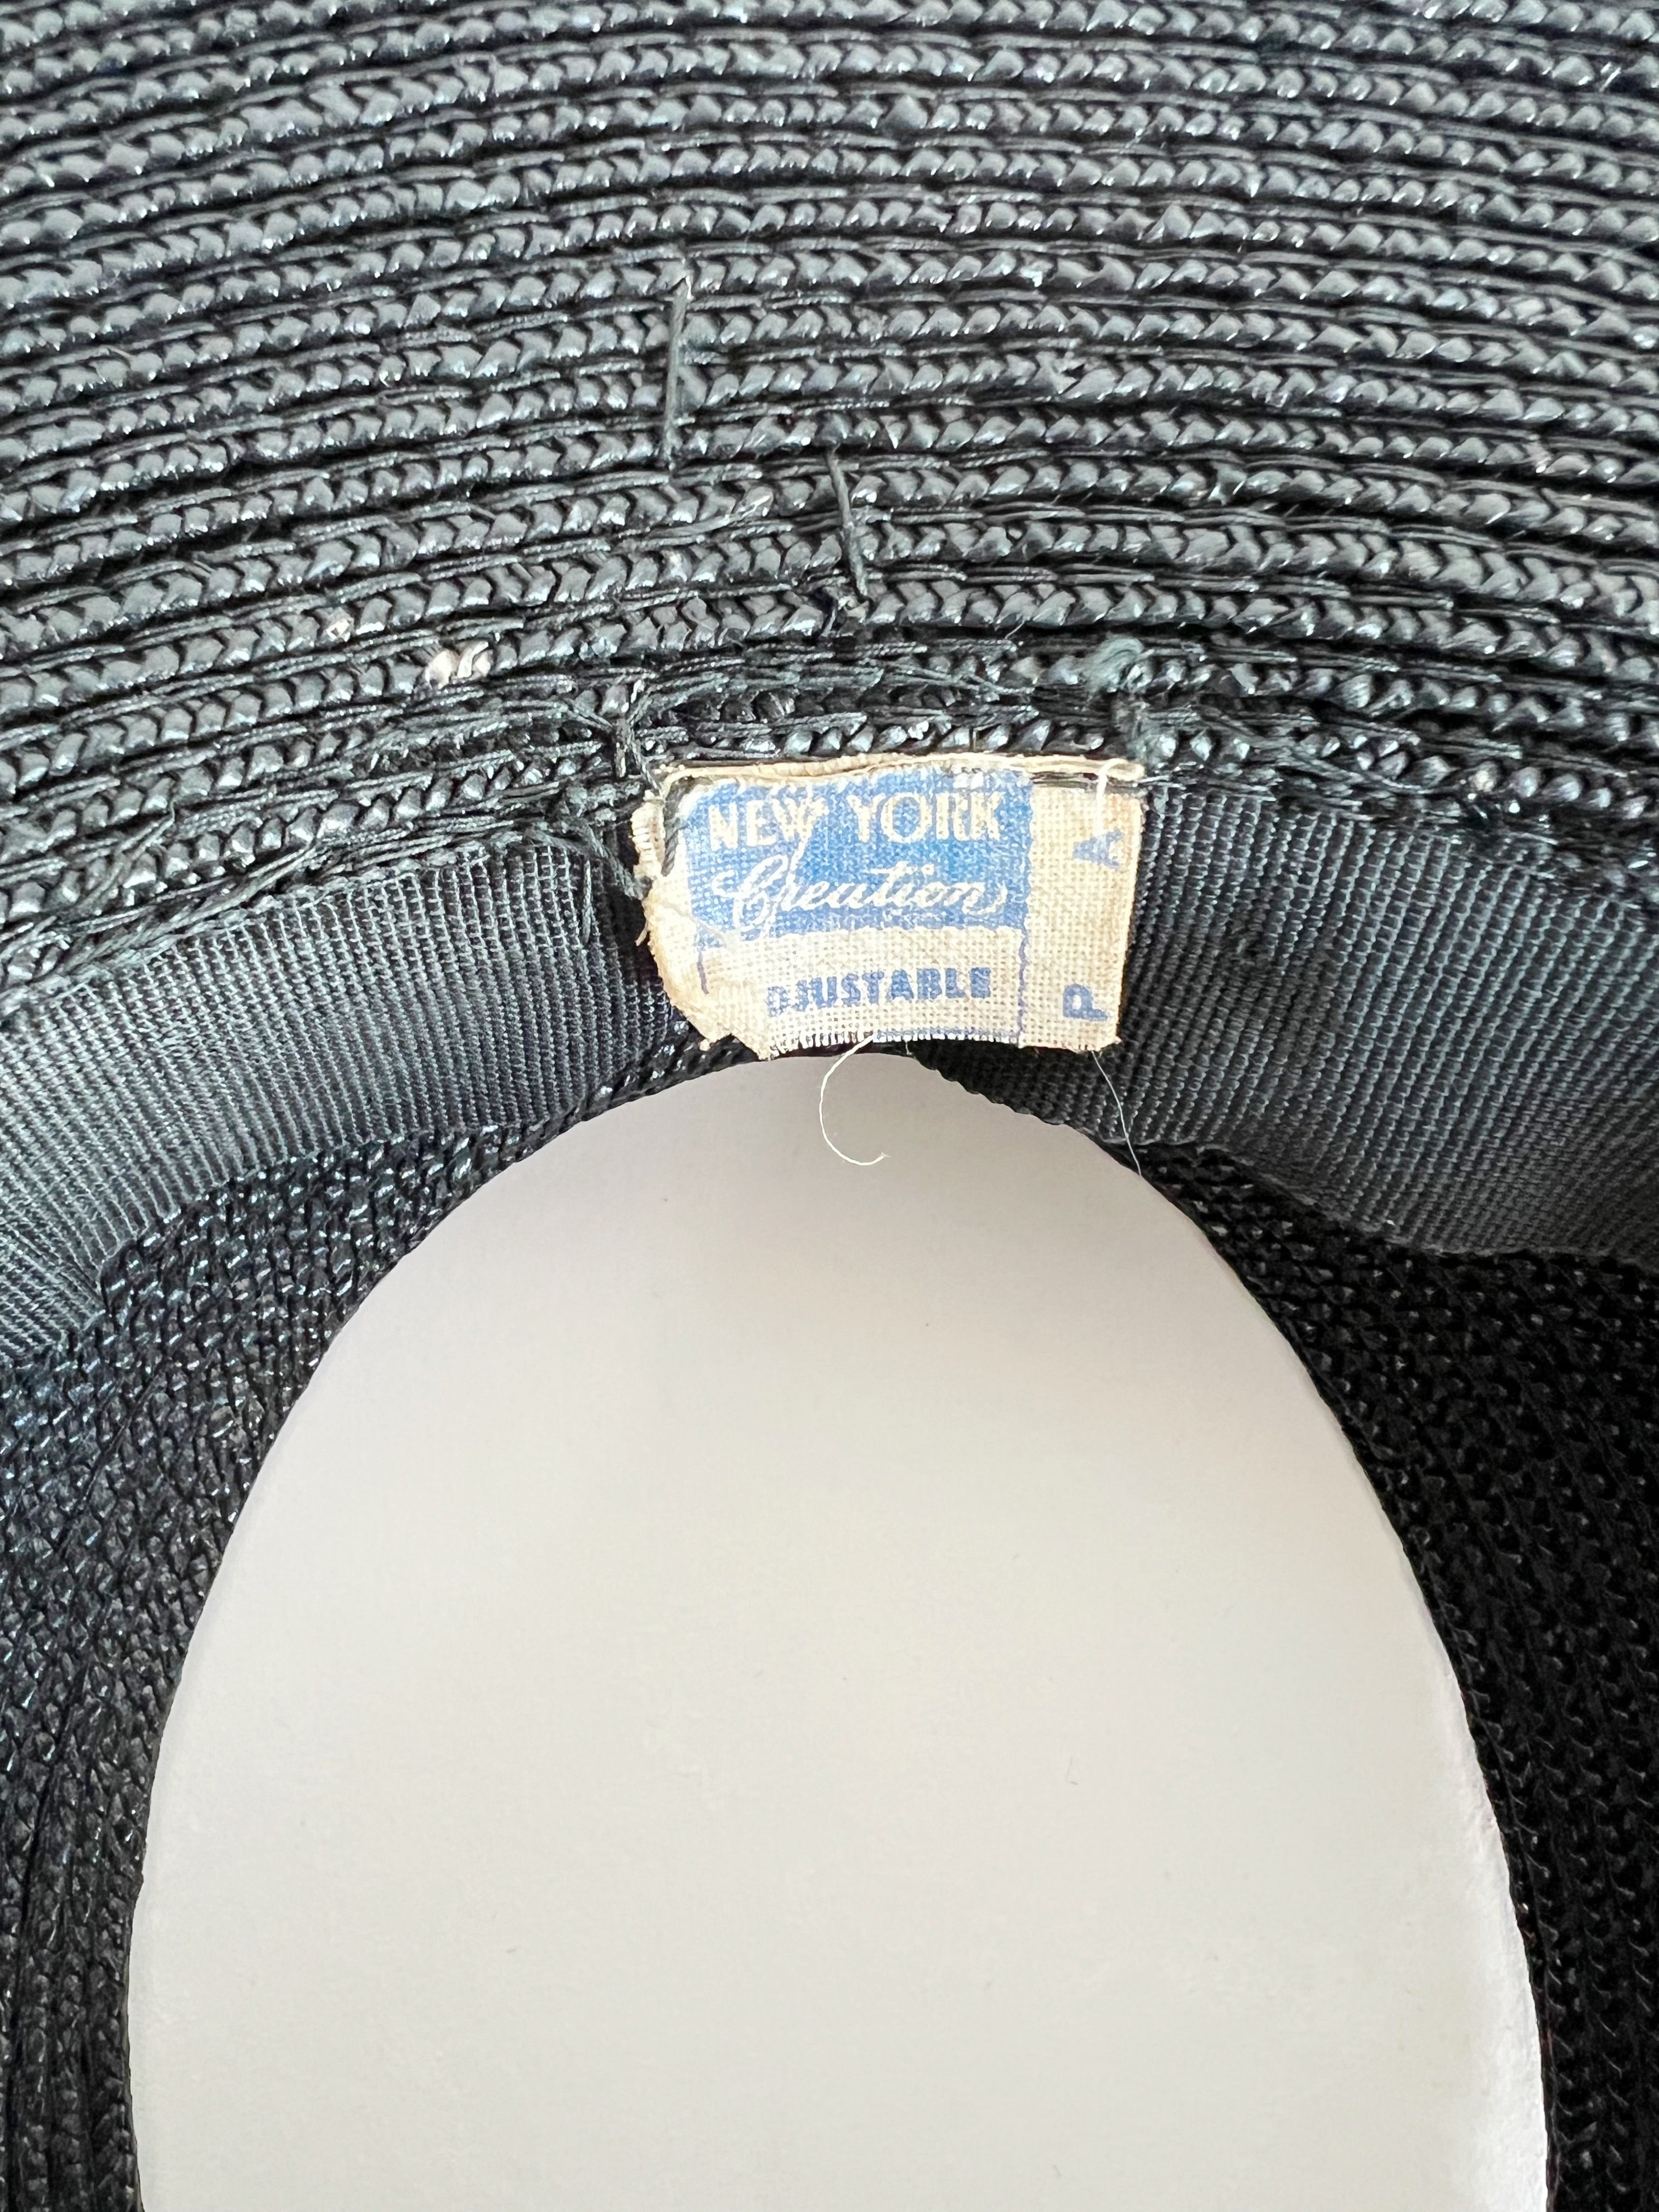 NEW YORK
Creation
DJUSTABLE
P A